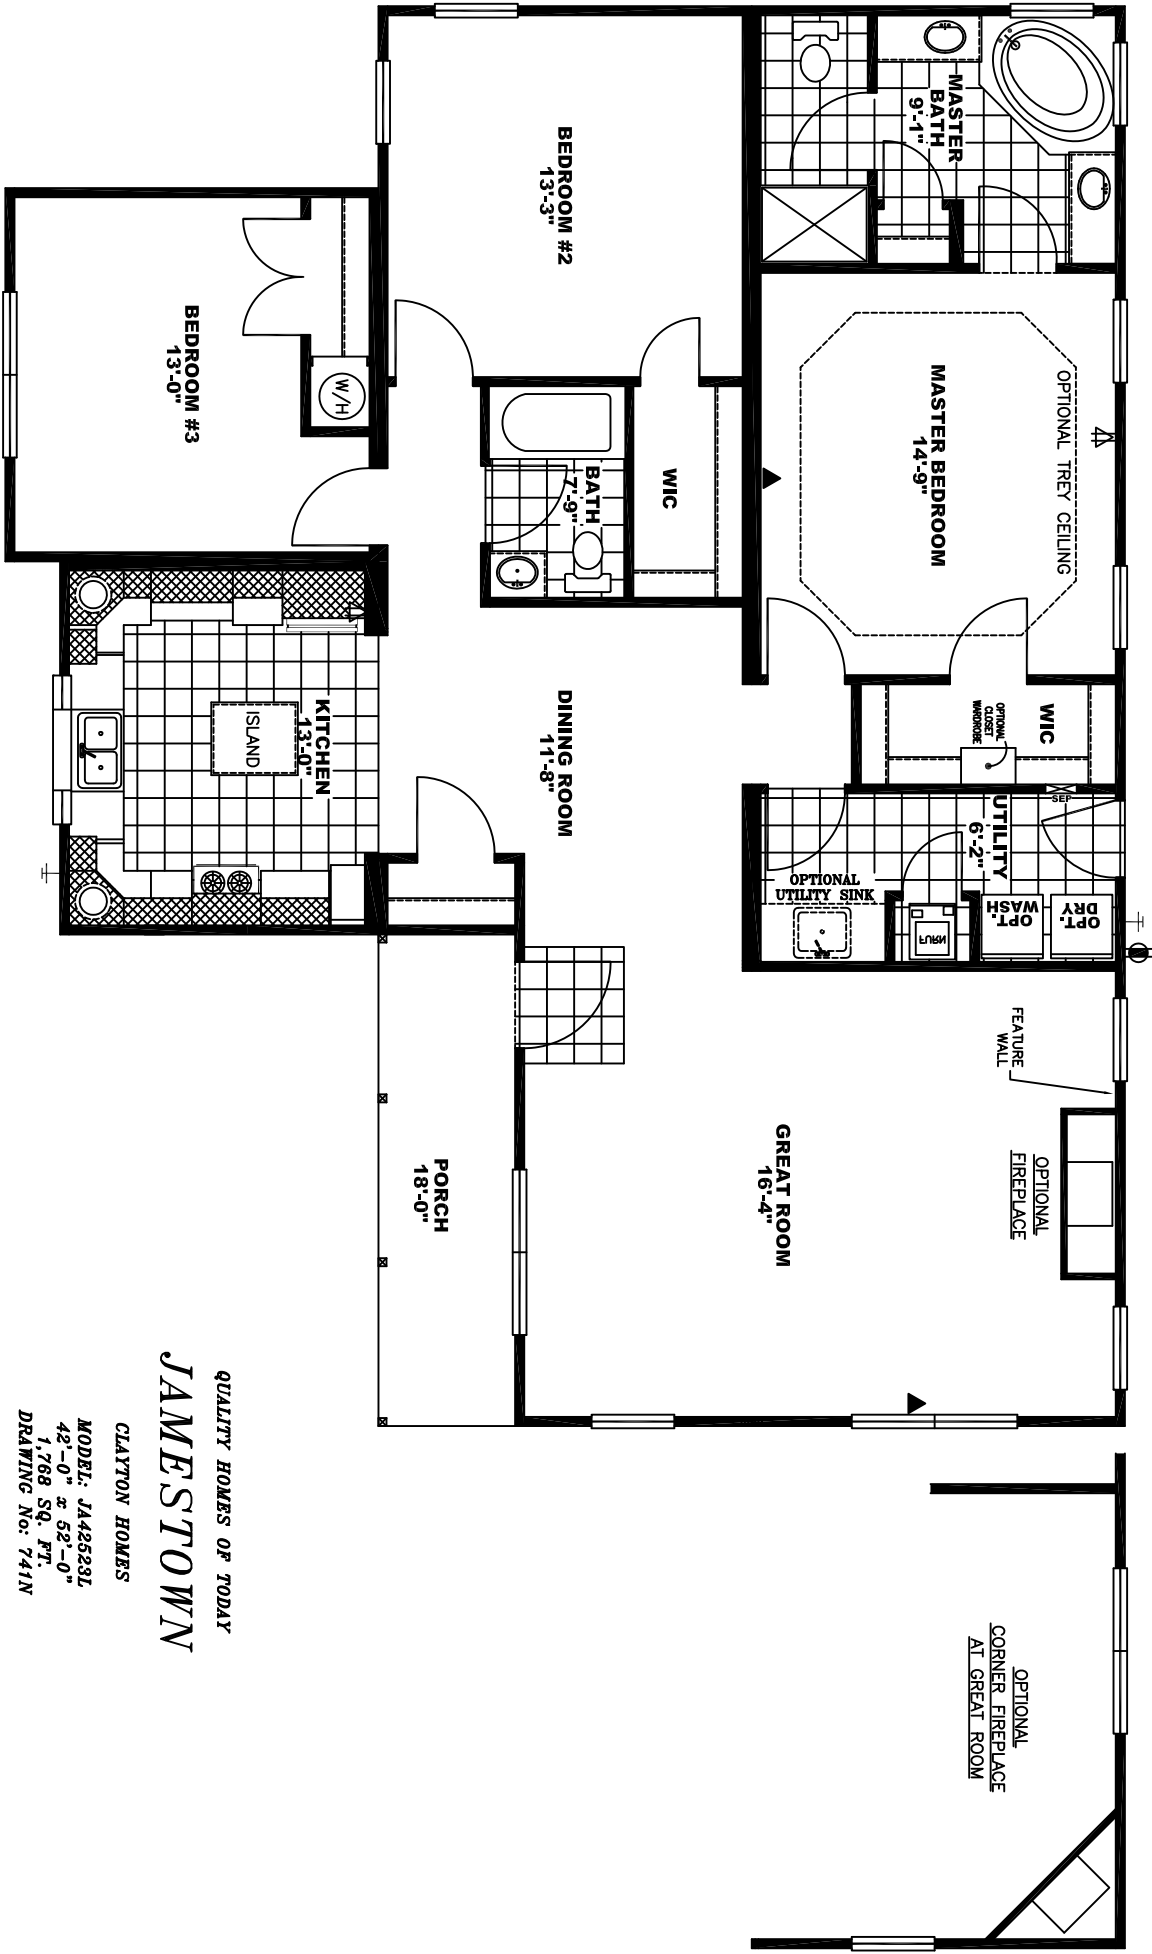 MASTER
BATH
9'-1"
BEDROOM #2
13'-3"
BEDROOM #3
13'-0"
W/H
OPTIONAL TREY CEILING
MASTER BEDROOM
14'-9"
WIC
BATH
7'-9"
WIC
OPTIONAL
CLOSET
WARDROBE
SEP
UTILITY
6'-2"
OPTIONAL
UTILITY SINK
FURN
OPT.
WASH
OPT.
DRY
DINING ROOM
11'-8"
KITCHEN
13'-0"
ISLAND
FEATURE
WALL
OPTIONAL
FIREPLACE
GREAT ROOM
16'-4"
PORCH
18'-0"
OPTIONAL
CORNER FIREPLACE
AT GREAT ROOM
QUALITY HOMES OF TODAY
JAMESTOWN
CLAYTON HOMES
MODEL: JA42523L
42'-0" x 52'-0"
1,768 SQ. FT.
DRAWING No: 741N